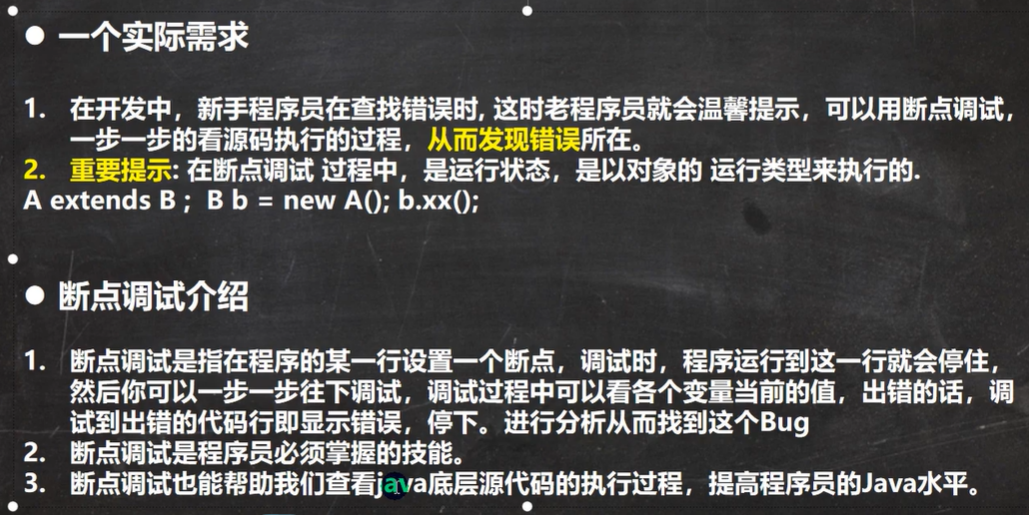 ● 一个实际需求
1. 在开发中，新手程序员在查找错误时, 这时老程序员就会温馨提示，可以用断点调试，
一步一步的看源码执行的过程，从而发现错误所在。
2. 重要提示: 在断点调试 过程中，是运行状态，是以对象的 运行类型来执行的.
A extends B ;  B b = new A(); b.xx();
● 断点调试介绍
1. 断点调试是指在程序的某一行设置一个断点，调试时，程序运行到这一行就会停住，
然后你可以一步一步往下调试，调试过程中可以看各个变量当前的值，出错的话，调
试到出错的代码行即显示错误，停下。进行分析从而找到这个Bug
2. 断点调试是程序员必须掌握的技能。
3. 断点调试也能帮助我们查看java底层源代码的执行过程，提高程序员的Java水平。